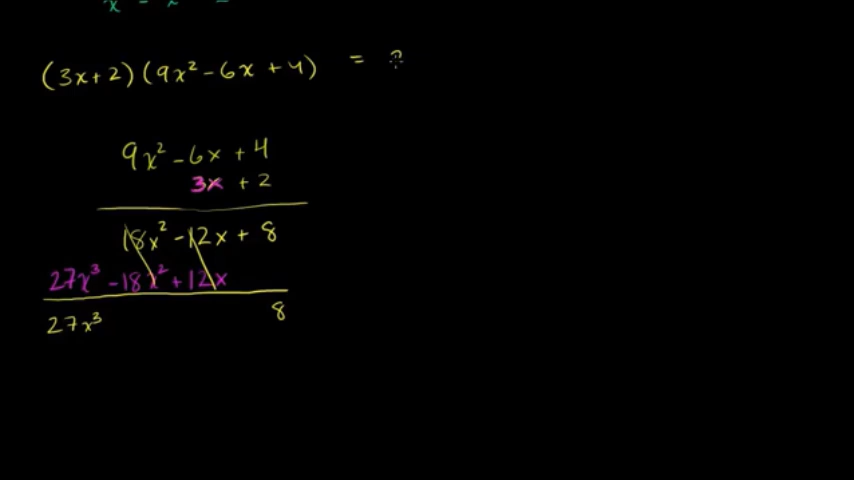 (3x+2)(9x² - 6x + 4) =
9x² - 6x + 4
3x + 2
18x² - 12x + 8
27x³ - 18x² + 12x
27x³ 8